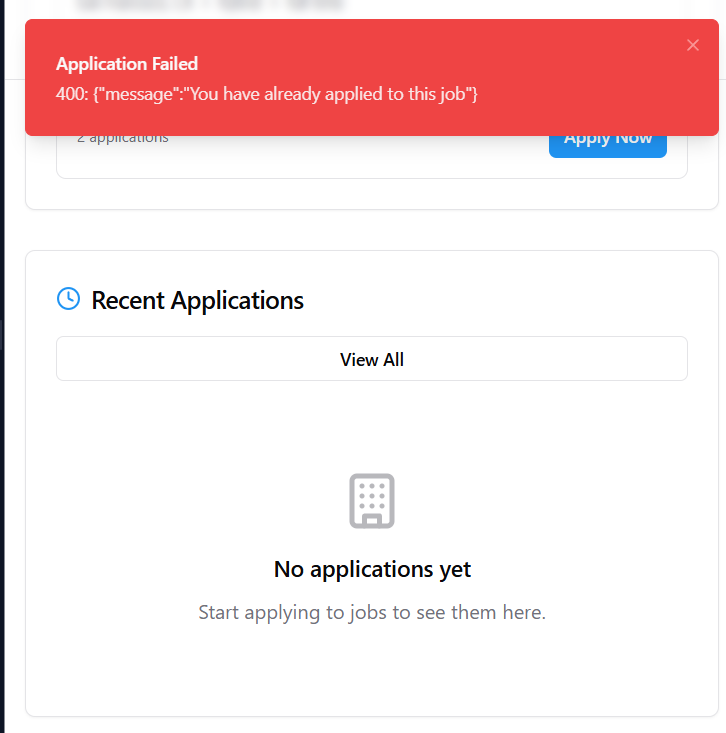 Application Failed
400: {"message":"You have already applied to this job"}
2 applications
Apply Now
Recent Applications
View All
No applications yet
Start applying to jobs to see them here.